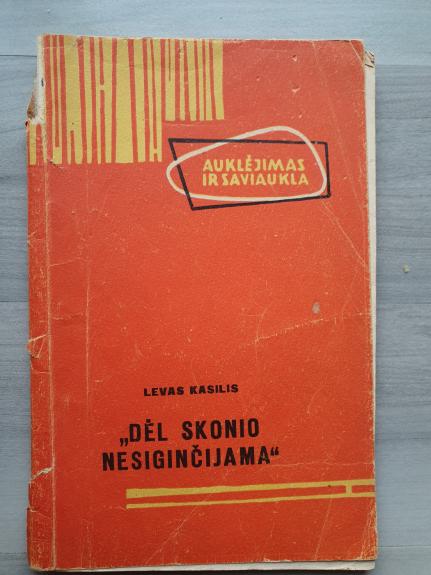 AUKLĖJIMAS
IR SAVIAUKLA
LEVAS KASILIS
„DĖL SKONIO
NESIGINČIJAMA“